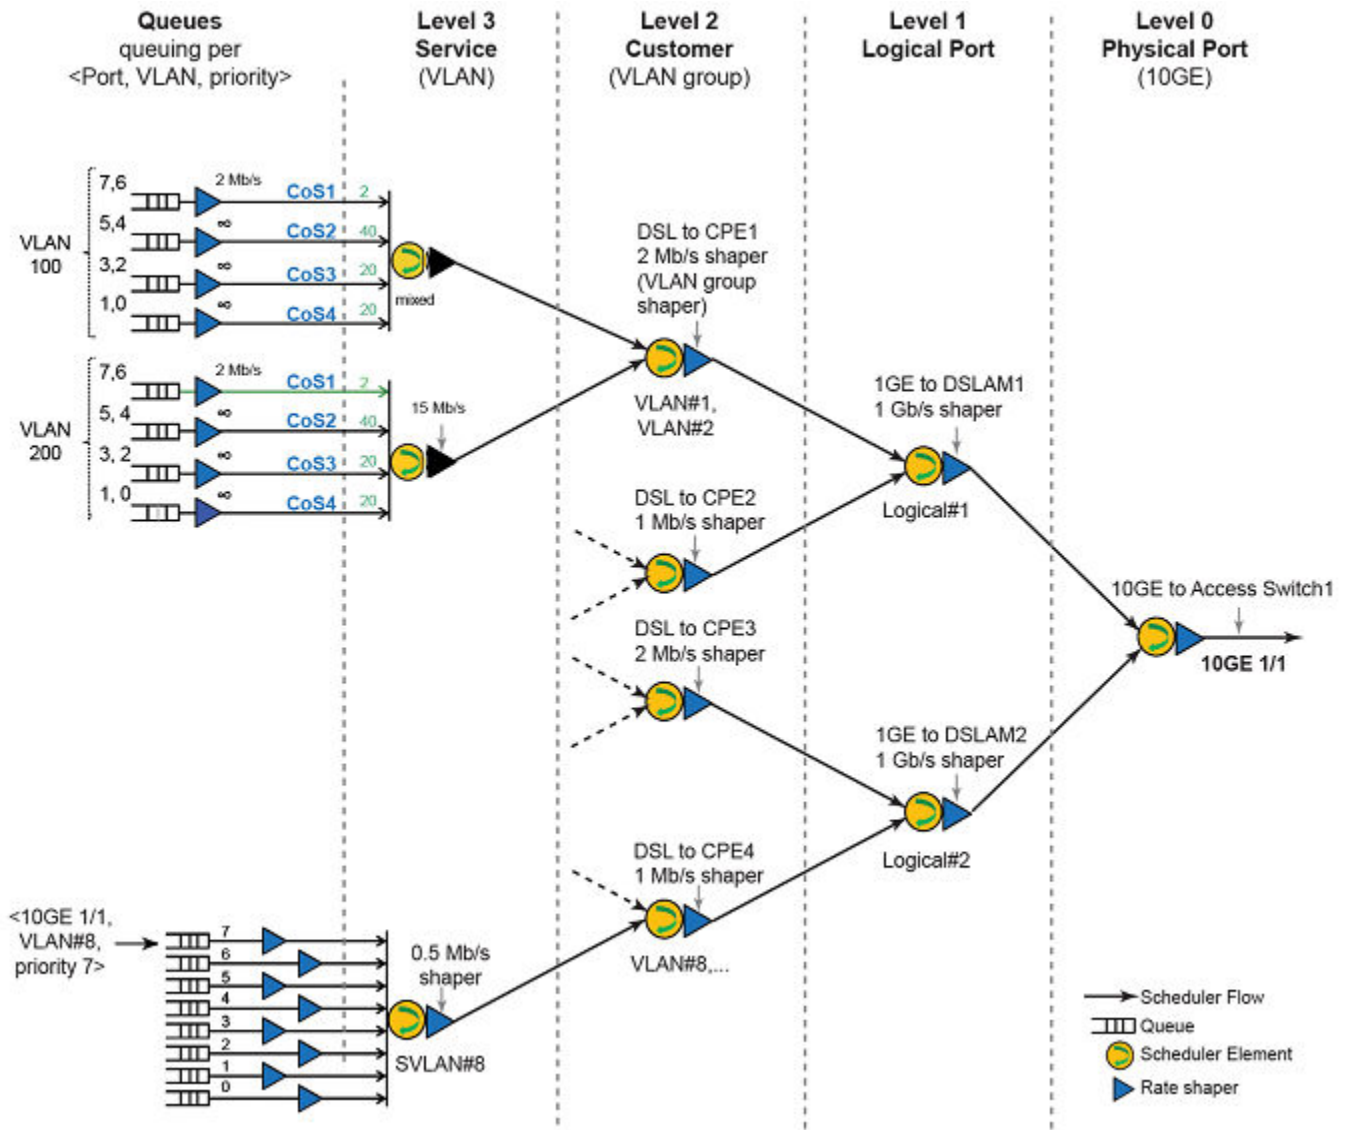 Queues
queuing per
<Port, VLAN, priority>
Level 3
Service
(VLAN)
Level 2
Customer
(VLAN group)
Level 1
Logical Port
Level 0
Physical Port
(10GE)
VLAN
100
7,6
2 Mb/s
CoS1
2
5,4
∞
CoS2
40
3,2
∞
CoS3
20
1,0
∞
CoS4
20
mixed
VLAN
200
7,6
2 Mb/s
CoS1
2
5, 4
∞
CoS2
40
3, 2
∞
CoS3
20
1, 0
∞
CoS4
20
15 Mb/s
DSL to CPE1
2 Mb/s shaper
(VLAN group
shaper)
VLAN#1,
VLAN#2
DSL to CPE2
1 Mb/s shaper
DSL to CPE3
2 Mb/s shaper
DSL to CPE4
1 Mb/s shaper
VLAN#8,...
1GE to DSLAM1
1 Gb/s shaper
Logical#1
1GE to DSLAM2
1 Gb/s shaper
Logical#2
10GE to Access Switch1
10GE 1/1
<10GE 1/1,
VLAN#8,
priority 7>
7
6
5
4
3
2
1
0
0.5 Mb/s
shaper
SVLAN#8
Scheduler Flow
Queue
Scheduler Element
Rate shaper